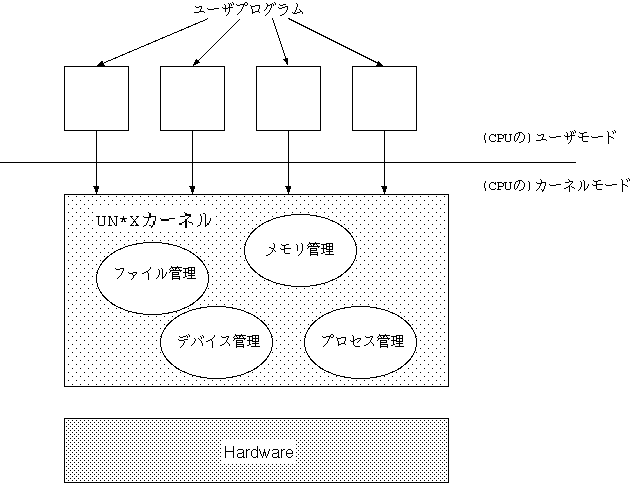 ユーザプログラム
(CPUの)ユーザモード
(CPUの)カーネルモード
UN*Xカーネル
メモリ管理
ファイル管理
デバイス管理
プロセス管理
Hardware